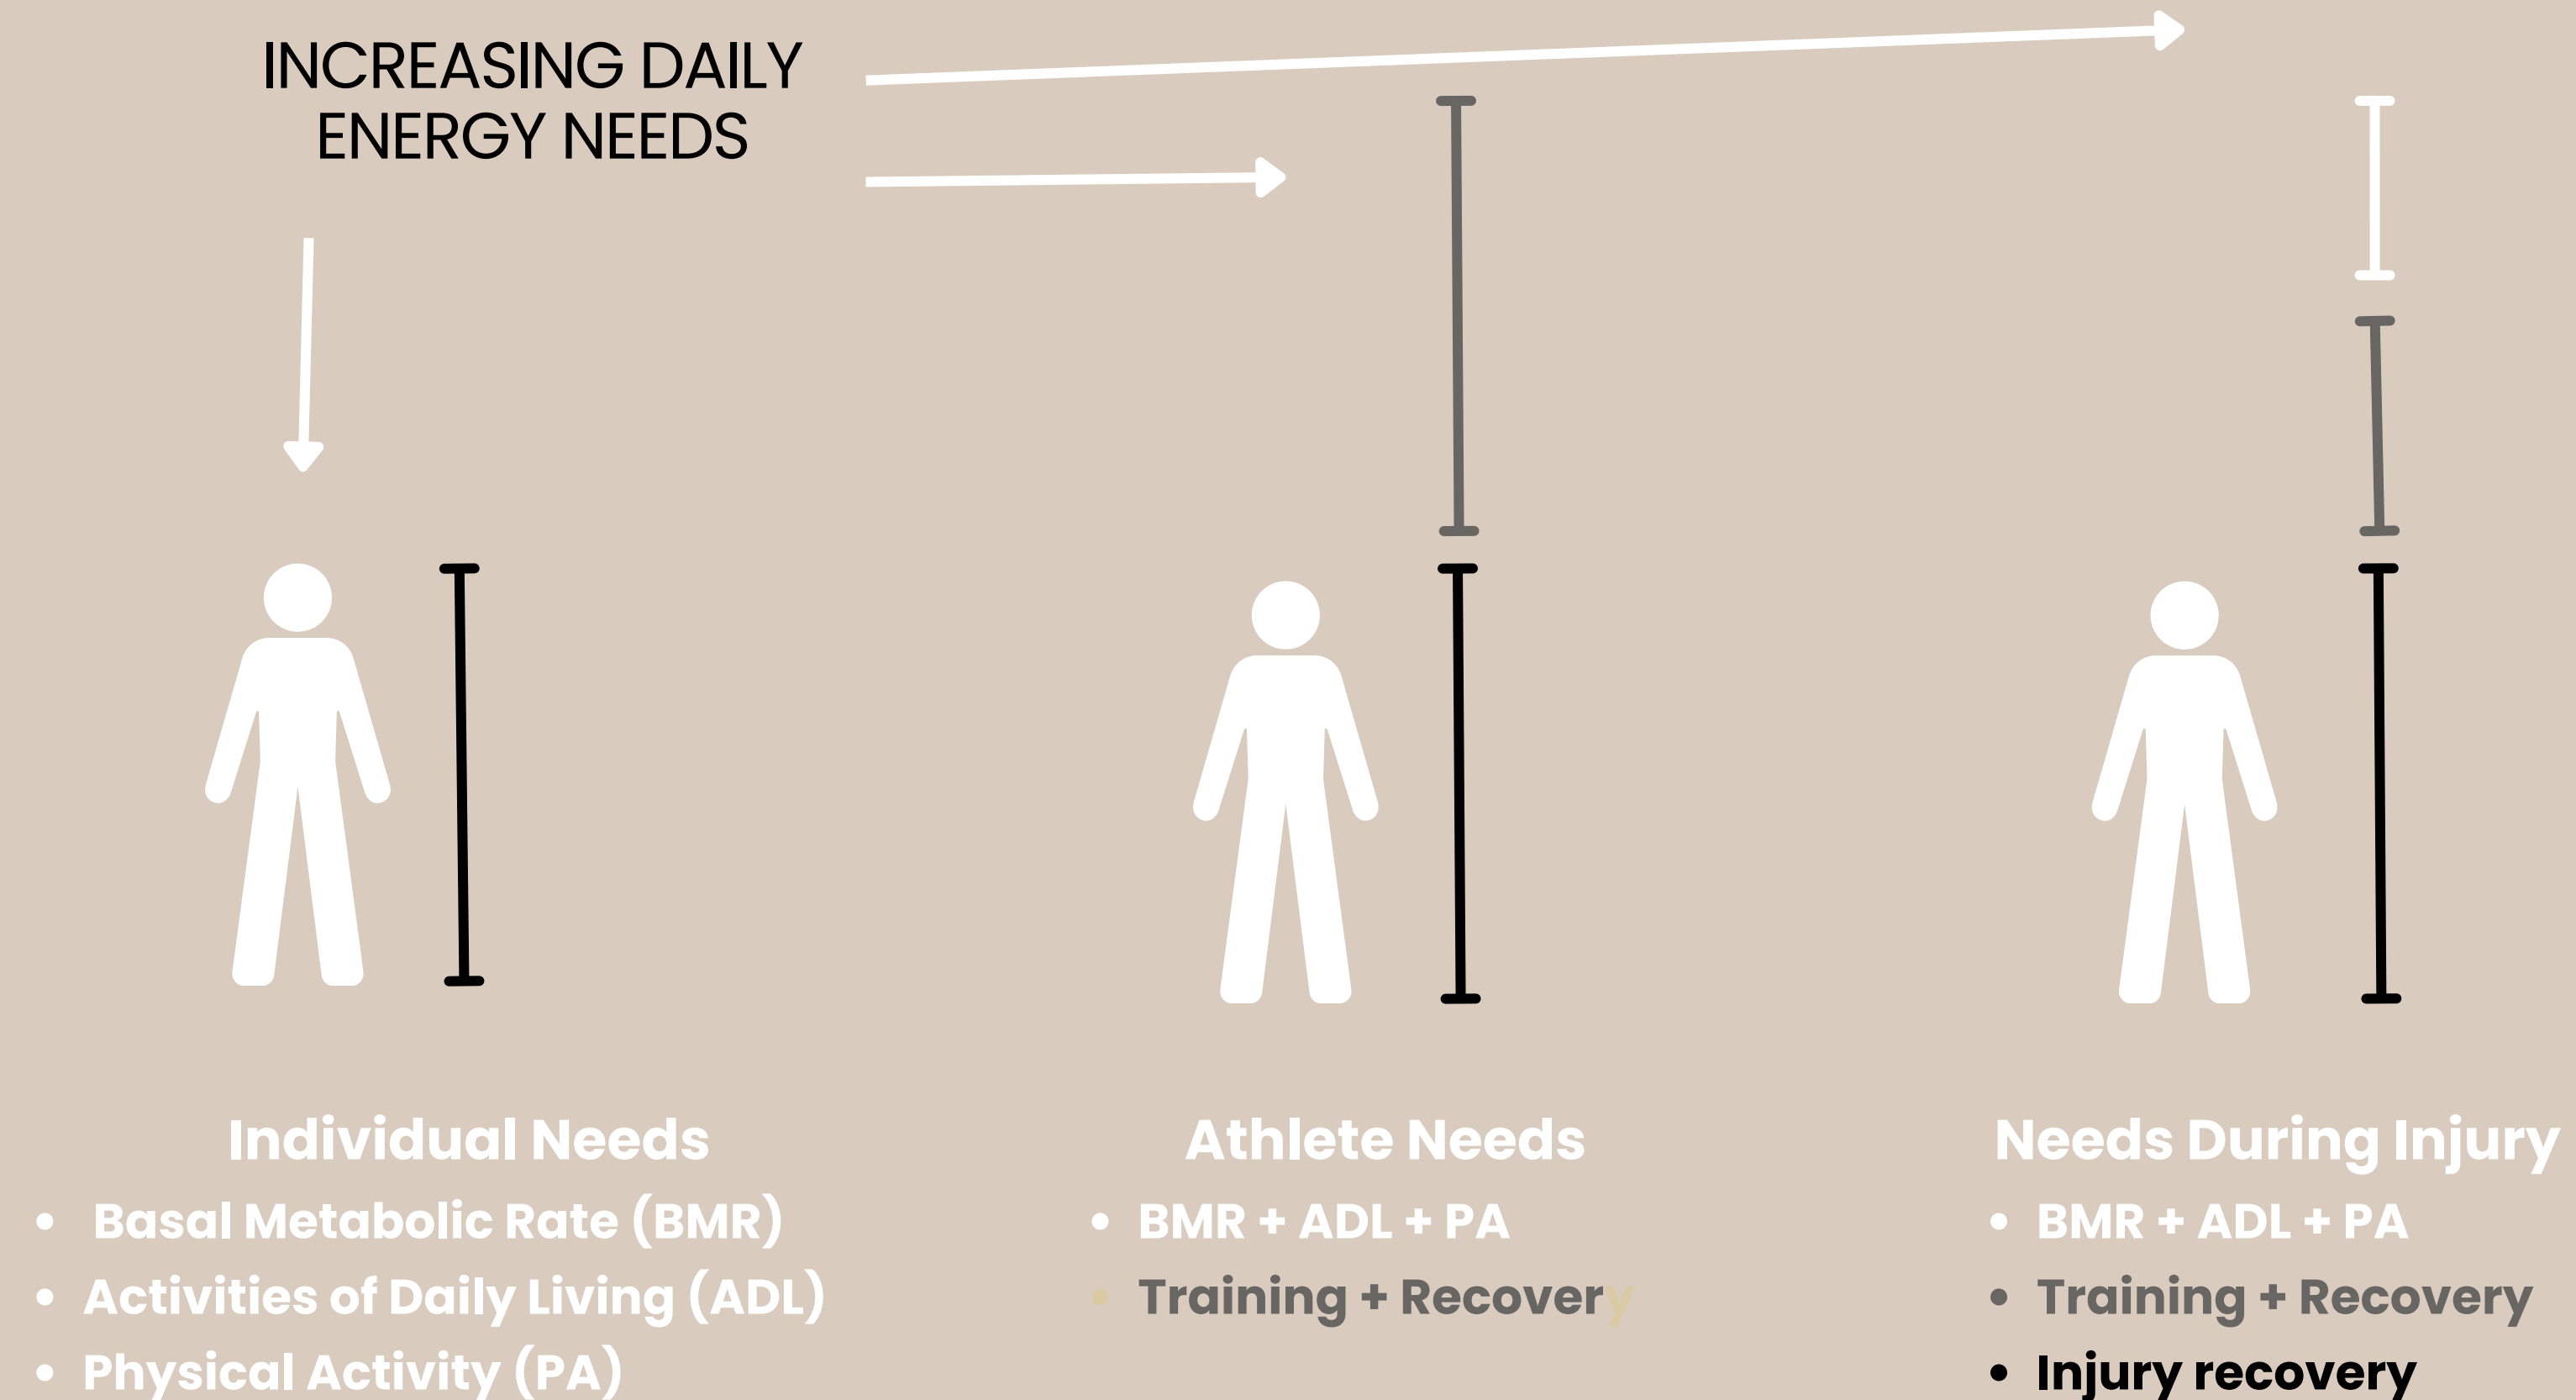 INCREASING DAILY
ENERGY NEEDS
Individual Needs
• Basal Metabolic Rate (BMR)
• Activities of Daily Living (ADL)
• Physical Activity (PA)
Athlete Needs
• BMR + ADL + PA
• Training + Recovery
Needs During Injury
• BMR + ADL + PA
• Training + Recovery
• Injury recovery